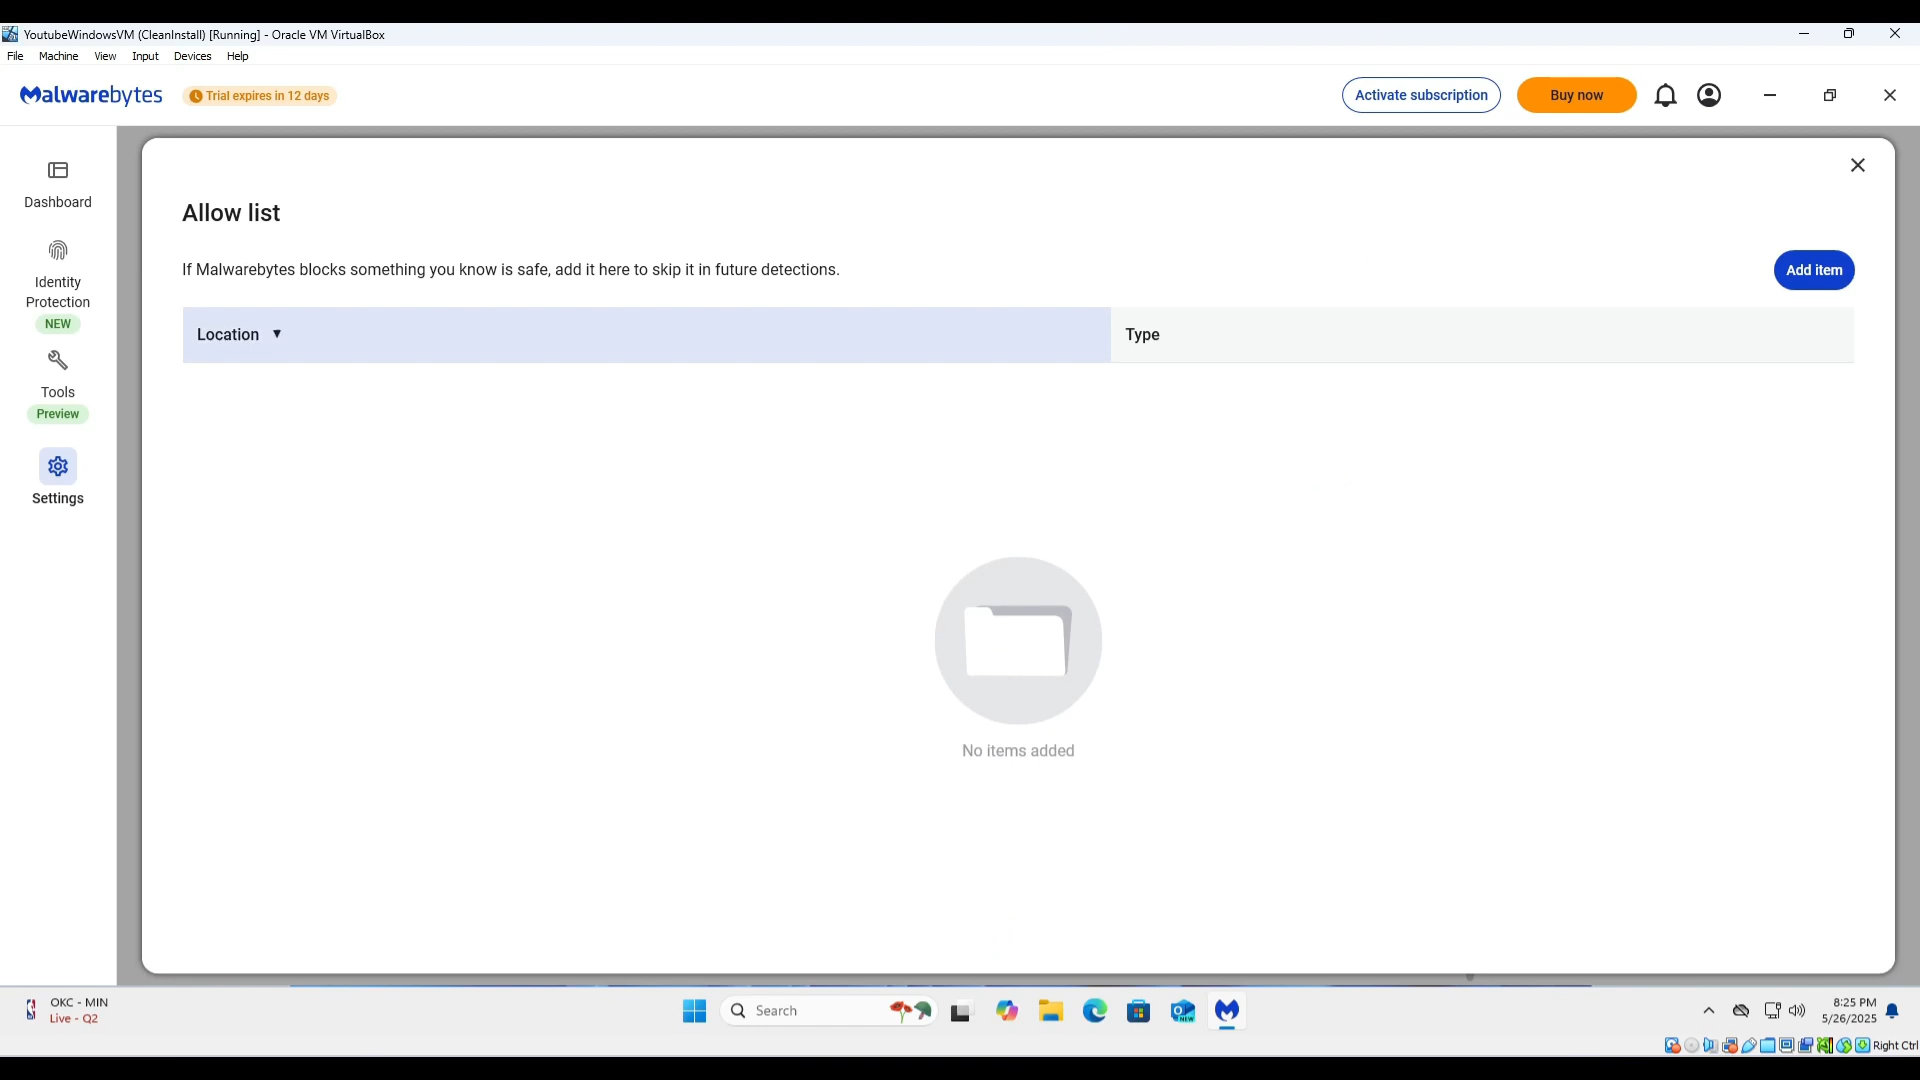 YoutubeWindowsVM (CleanInstall) [Running] - Oracle VM VirtualBox
File Machine View Input Devices Help
Malwarebytes Trial expires in 12 days Activate subscription Buy now
Dashboard
Identity
Protection
NEW
Tools
Preview
Settings
Allow list
If Malwarebytes blocks something you know is safe, add it here to skip it in future detections. Add item
Location ▼ Type
No items added
OKC - MIN
Live - Q2
Search
NEW
8:25 PM
5/26/2025
Right Ctrl